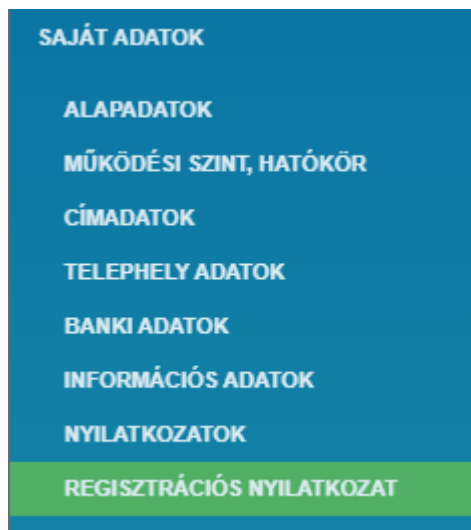 SAJÁT ADATOK
ALAPADATOK
MŰKÖDÉSI SZINT, HATÓKÖR
CÍMADATOK
TELEPHELY ADATOK
BANKI ADATOK
INFORMÁCIÓS ADATOK
NYILATKOZATOK
REGISZTRÁCIÓS NYILATKOZAT